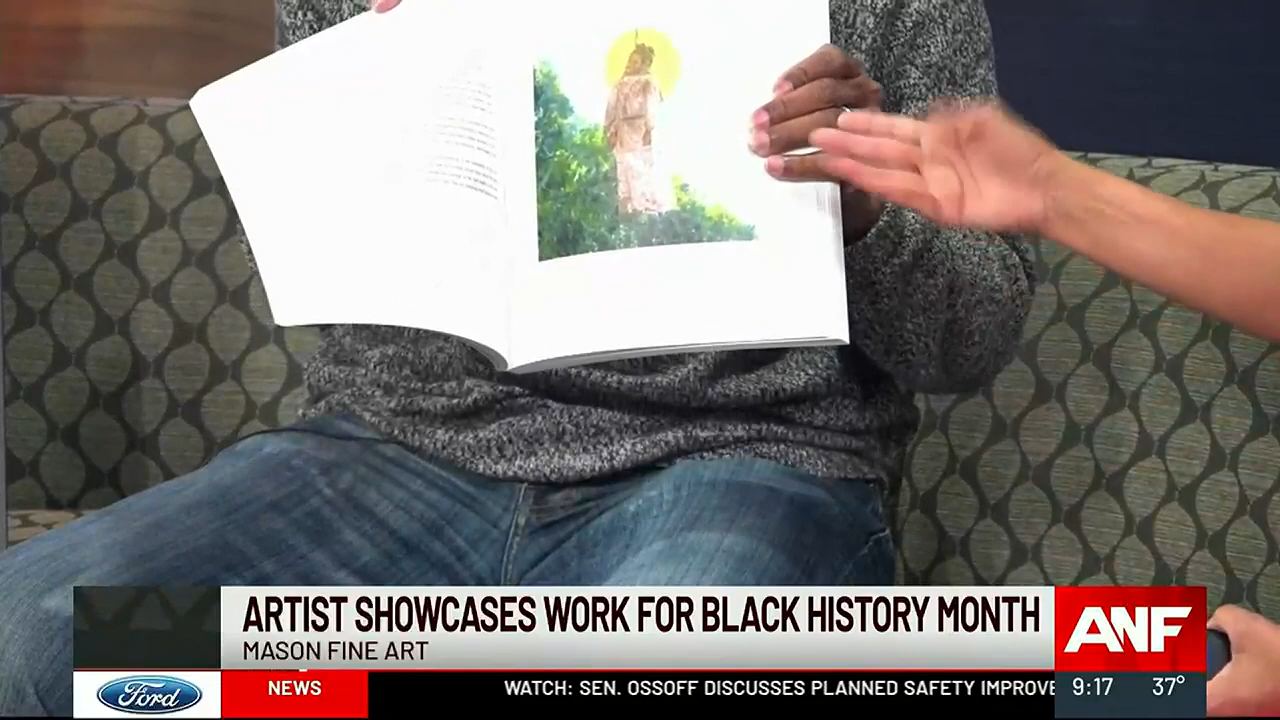 ARTIST SHOWCASES WORK FOR BLACK HISTORY MONTH
MASON FINE ART
ANF
Ford
NEWS
WATCH: SEN. OSSOFF DISCUSSES PLANNED SAFETY IMPROVE
9:17 37°